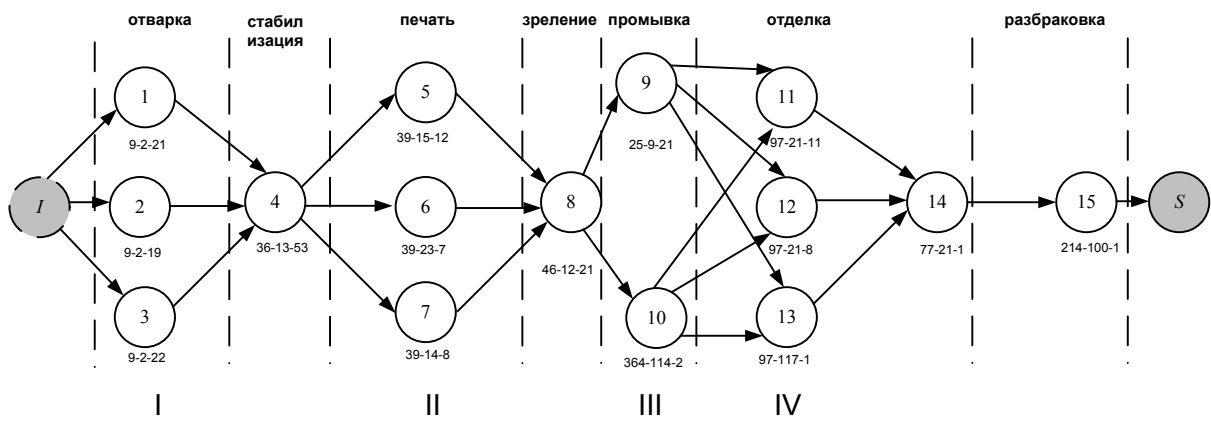 отварка
стабил
изация
печать
зреление
промывка
отделка
разбраковка
I
1
9-2-21
2
9-2-19
3
9-2-22
4
36-13-53
5
39-15-12
6
39-23-7
7
39-14-8
8
46-12-21
9
25-9-21
10
364-114-2
11
97-21-11
12
97-21-8
13
97-117-1
14
77-21-1
15
214-100-1
S
I
II
III
IV